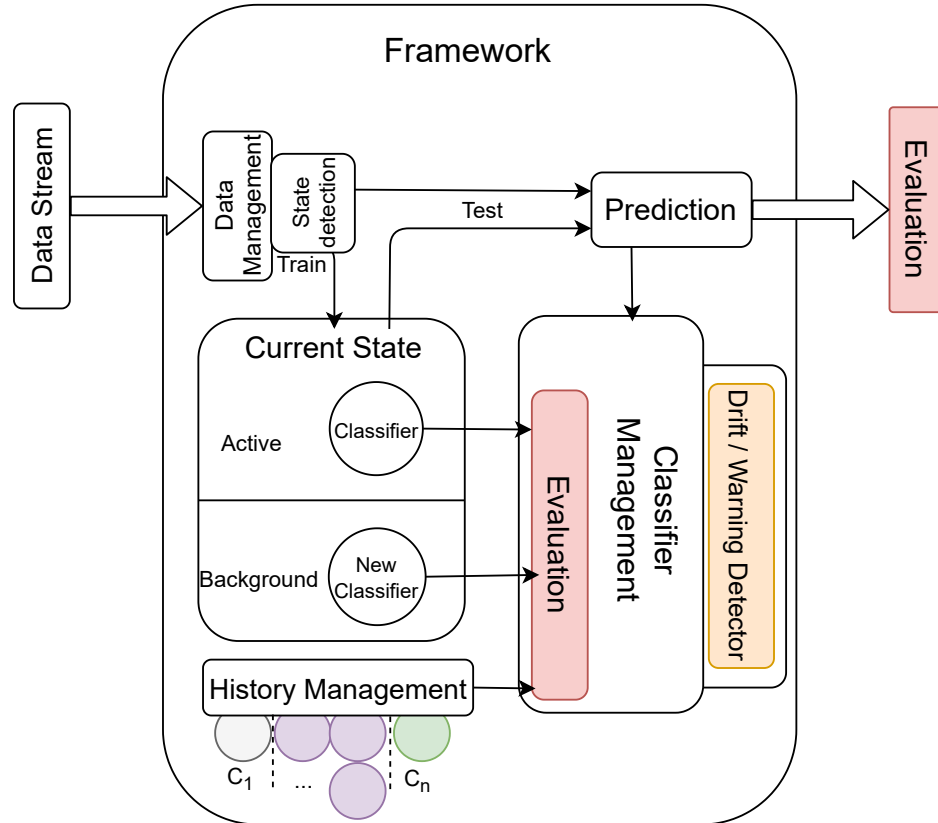 Framework
Data Stream
Data
Management
State
detection
Train
Test
Prediction
Evaluation
Current State
Active
Classifier
Background
New
Classifier
Evaluation
Classifier
Management
Drift / Warning Detector
History Management
C1
...
Cn